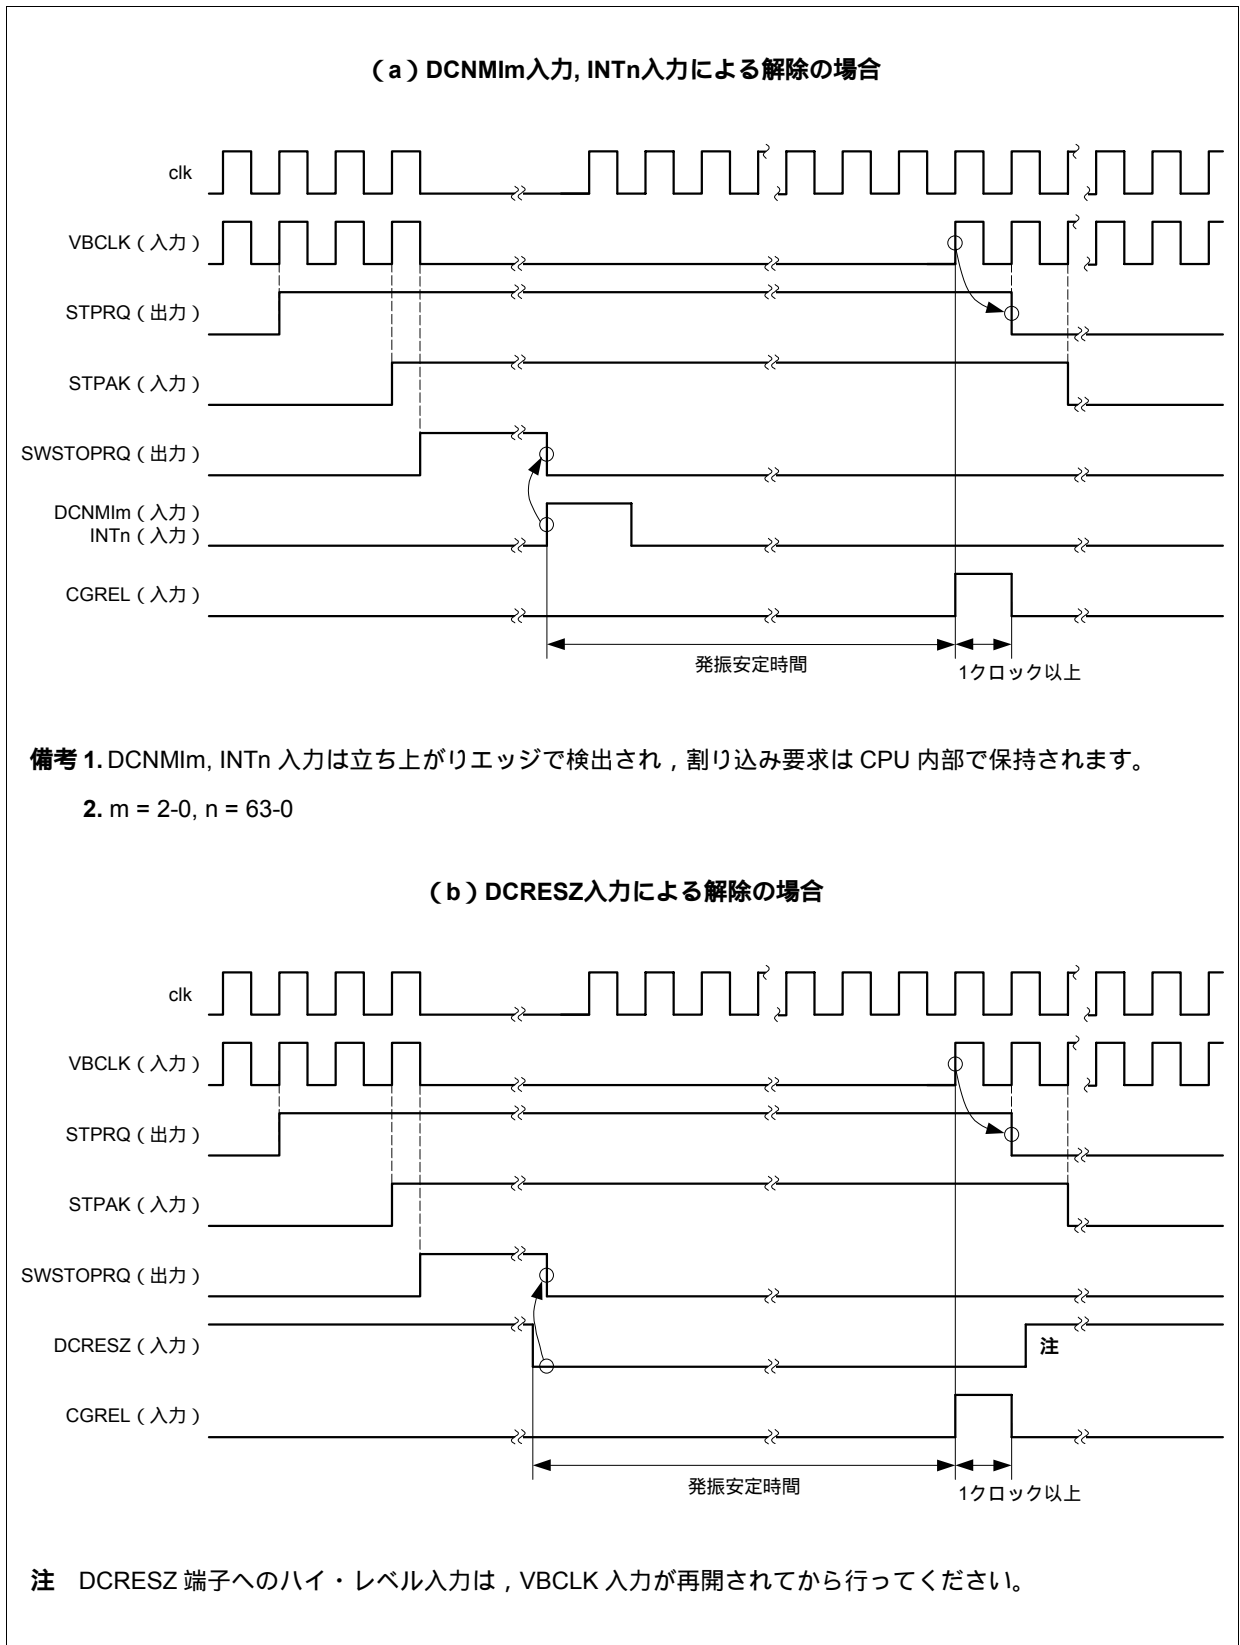 （a）DCNMIm入力, INTn入力による解除の場合
clk
VBCLK（入力）
STPRQ（出力）
STPAK（入力）
SWSTOPRQ（出力）
DCNMIm（入力）
INTn（入力）
CGREL（入力）
発振安定時間
1クロック以上
備考 1. DCNMIm, INTn 入力は立ち上がりエッジで検出され，割り込み要求は CPU 内部で保持されます。
2. m = 2-0, n = 63-0
（b）DCRESZ入力による解除の場合
clk
VBCLK（入力）
STPRQ（出力）
STPAK（入力）
SWSTOPRQ（出力）
DCRESZ（入力）
注
CGREL（入力）
発振安定時間
1クロック以上
注 DCRESZ 端子へのハイ・レベル入力は，VBCLK 入力が再開されてから行ってください。